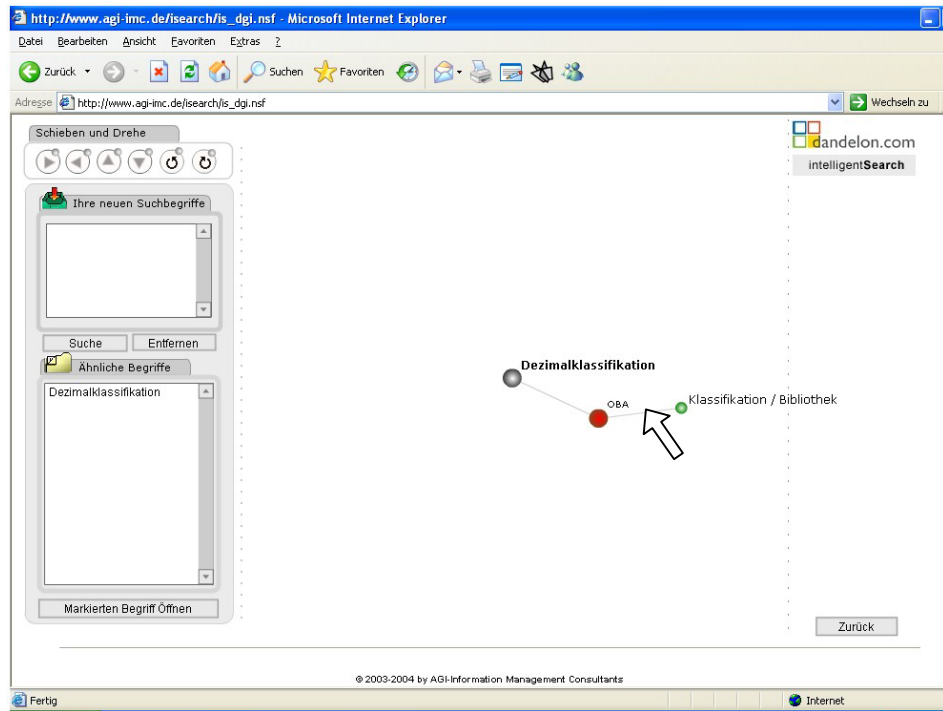 http://www.agi-imc.de/isearch/is_dgi.nsf - Microsoft Internet Explorer
Datei Bearbeiten Ansicht Favoriten Extras ?
Zurück Suchen Favoriten
Adresse http://www.agi-imc.de/isearch/is_dgi.nsf Wechseln zu
Schieben und Drehe
dandelon.com
intelligentSearch
Ihre neuen Suchbegriffe
Suche Entfernen
Ähnliche Begriffe
Dezimalklassifikation
Markierten Begriff Öffnen
Dezimalklassifikation
OBA
Klassifikation / Bibliothek
Zurück
© 2003-2004 by AGI-Information Management Consultants
Fertig Internet